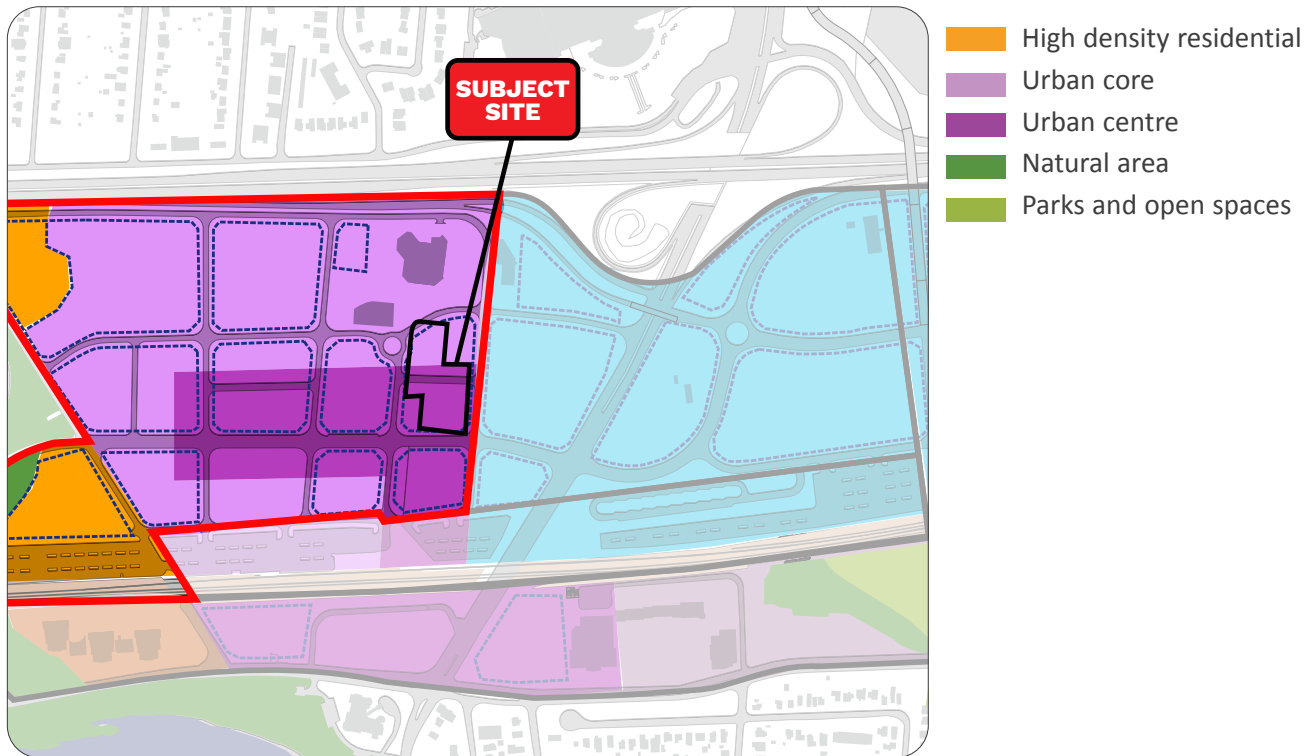 SUBJECT
SITE
High density residential
Urban core
Urban centre
Natural area
Parks and open spaces